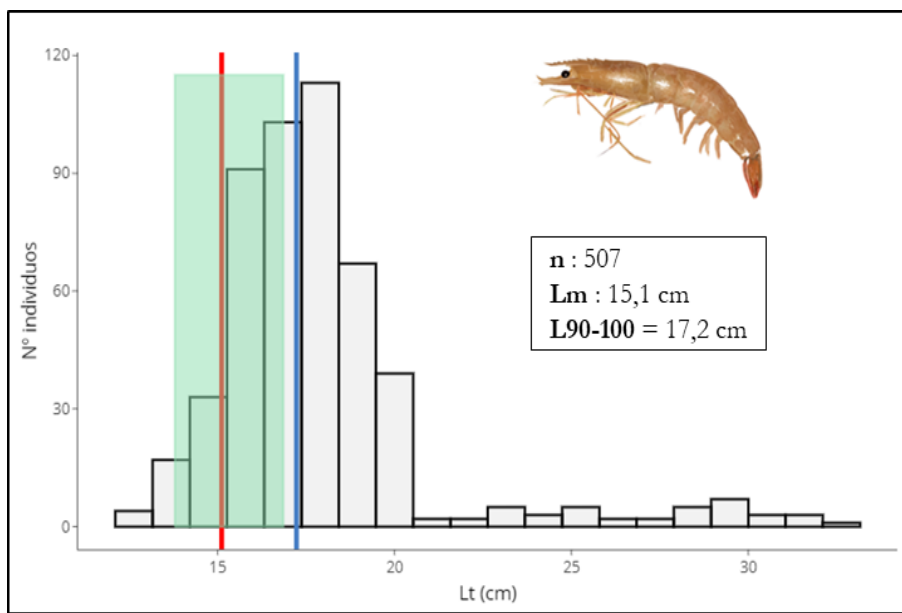 120
90
60
30
0
Nº individuos
n : 507
Lm : 15,1 cm
L90-100 = 17,2 cm
15 20 25 30
Lt (cm)